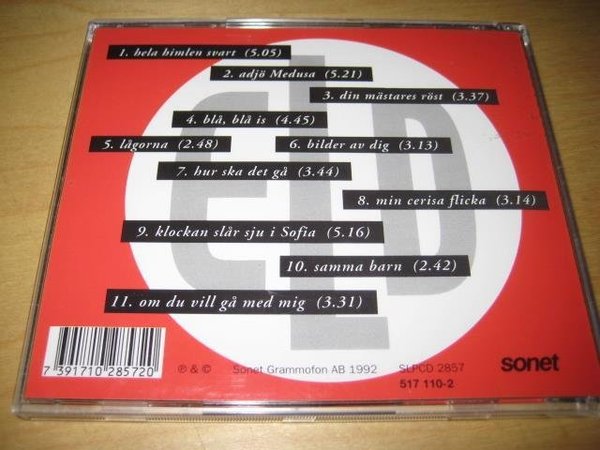 1. hela himlen svart (5.05)
2. adjö Medusa (5.21)
3. din mästares röst (3.37)
4. blå, blå is (4.45)
5. lågorna (2.48)
6. bilder av dig (3.13)
7. hur ska det gå (3.44)
8. min cerisa flicka (3.14)
9. klockan slår sju i Sofia (5.16)
10. samma barn (2.42)
11. om du vill gå med mig (3.31)
ELD
7 391710 285720
℗ & © Sonet Grammofon AB 1992 SLPCD 2857
517 110-2
sonet